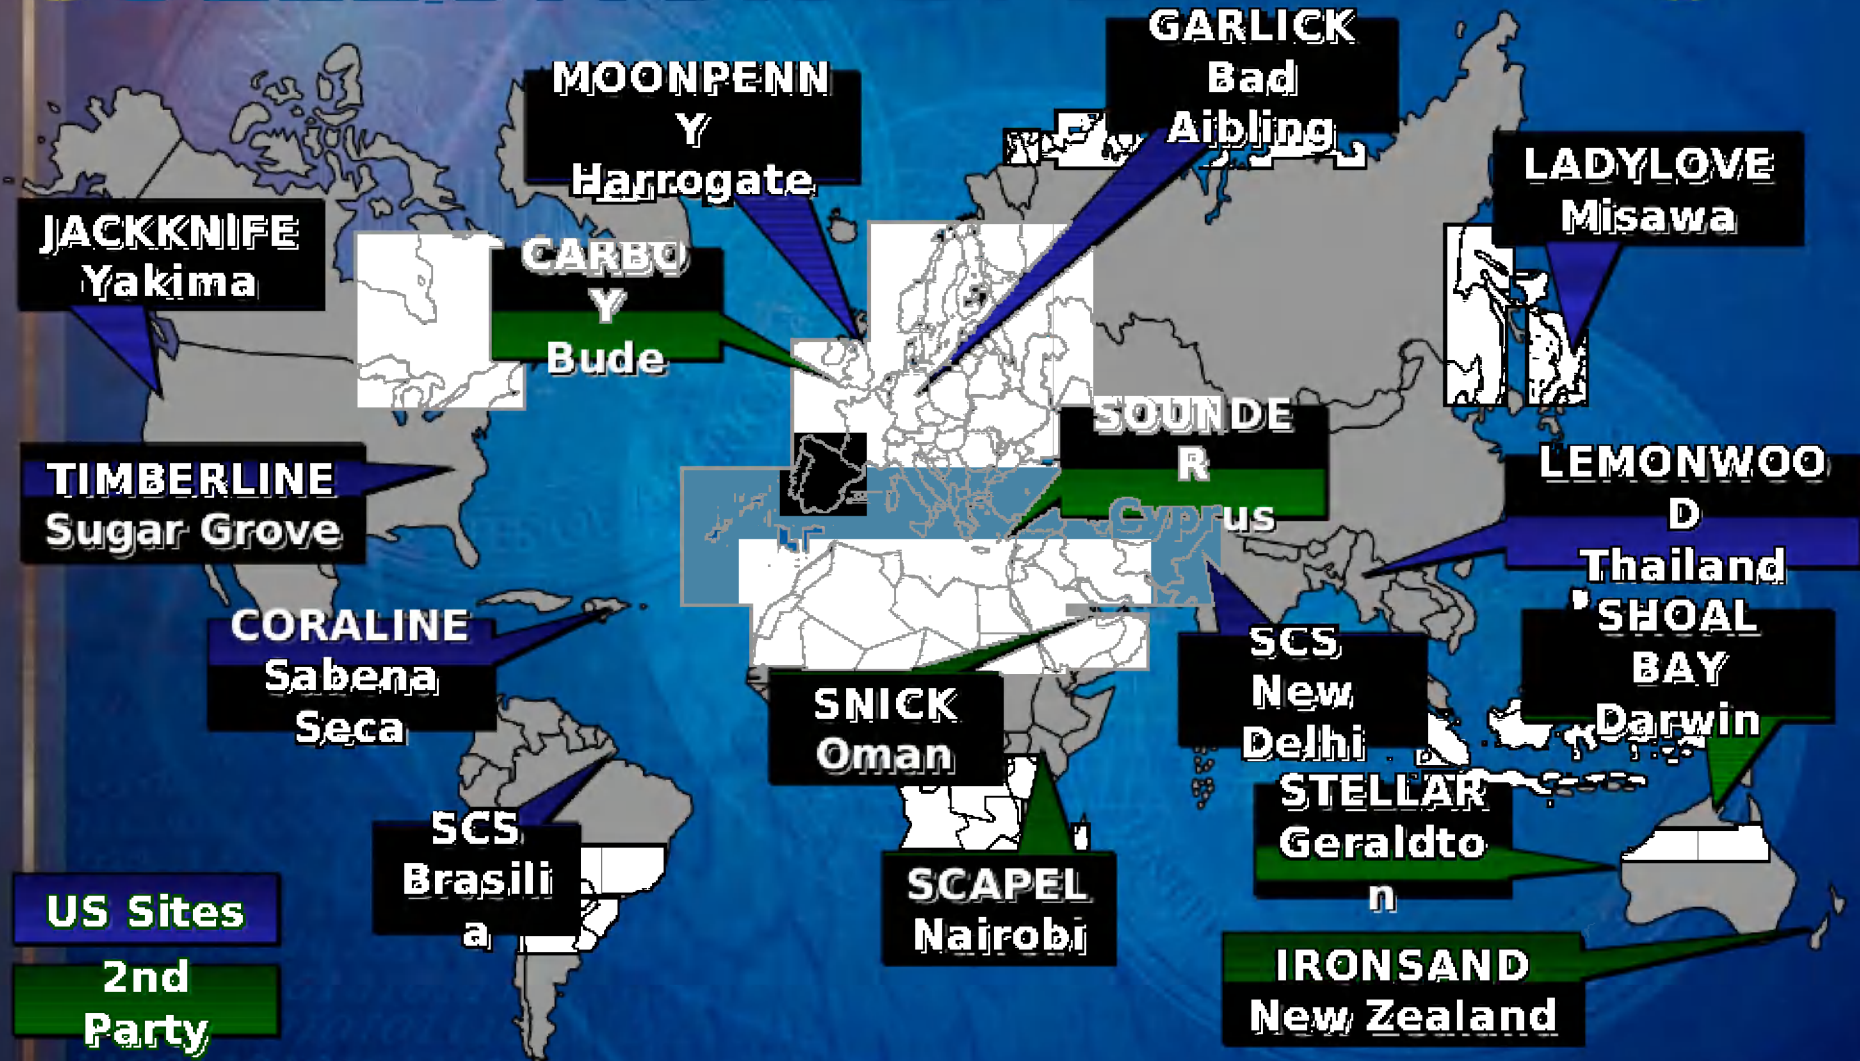 GARLICK
Bad
Aibling
MOONPENN
Y
Harrogate
LADYLOVE
Misawa
JACKKNIFE
Yakima
CARBO
Y
Bude
SOUNDE
R
Cyprus
TIMBERLINE
Sugar Grove
LEMONWOO
D
Thailand
CORALINE
Sabena
Seca
SNICK
Oman
SCS
New
Delhi
SHOAL
BAY
Darwin
SCS
Brasili
a
SCAPEL
Nairobi
STELLAR
Geraldto
n
IRONSAND
New Zealand
US Sites
2nd
Party